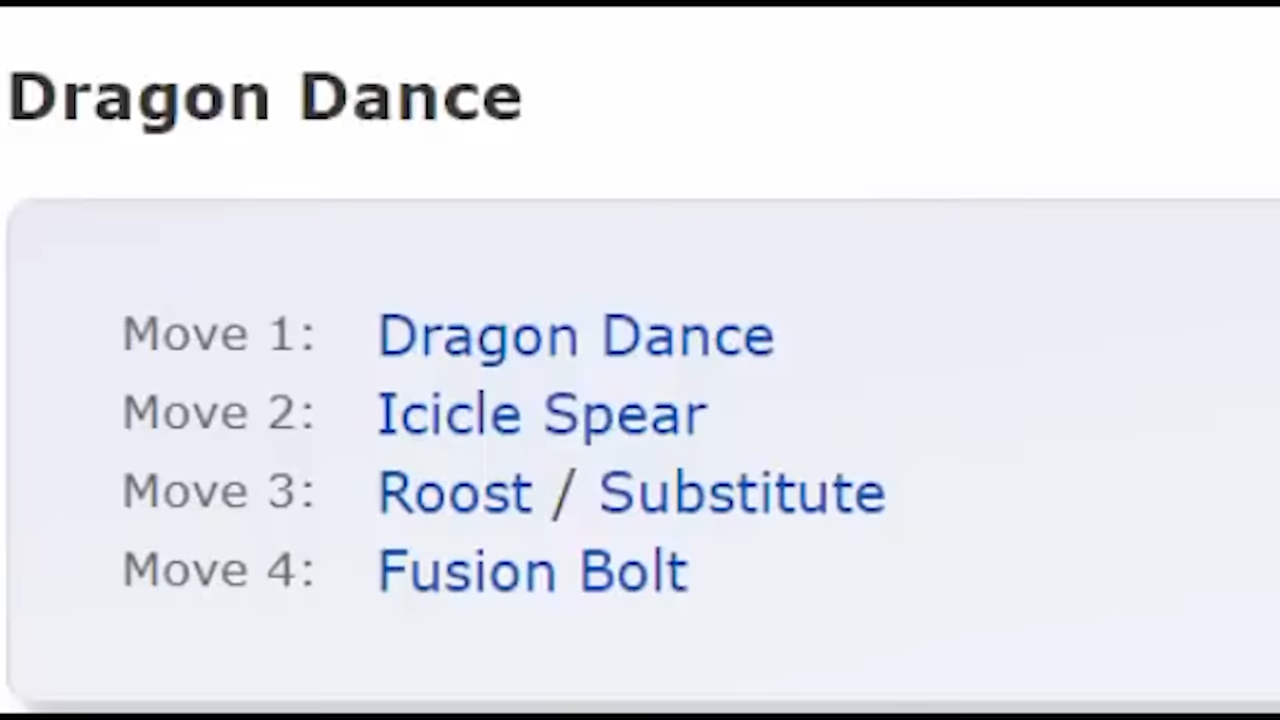 Dragon Dance
Move 1: Dragon Dance
Move 2: Icicle Spear
Move 3: Roost / Substitute
Move 4: Fusion Bolt